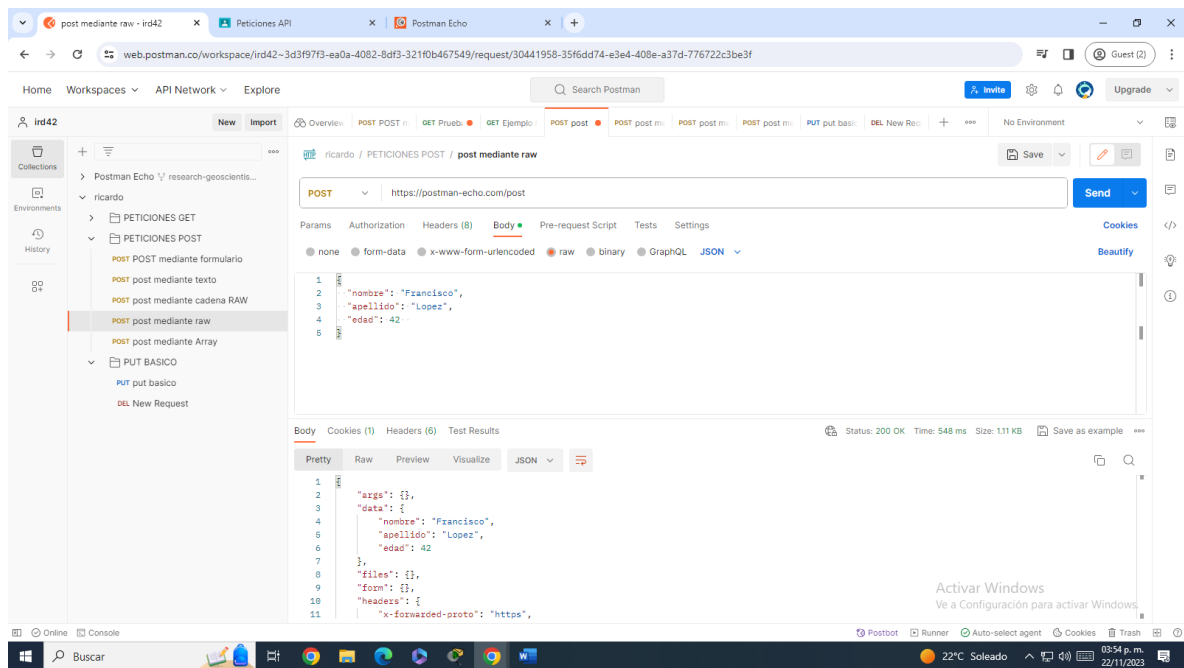 post mediante raw - ird42
Peticiones API
Postman Echo
web.postman.co/workspace/ird42~3d3f97f3-ea0a-4082-8df3-321f0b467549/request/30441958-35f6dd74-e3e4-408e-a37d-776722c3be3f
Guest (2)
Home Workspaces API Network Explore
Search Postman
Invite
Upgrade
ird42 New Import
Overview POST POST GET Prueb GET Ejemplo POST post POST post m POST post m POST post m PUT put basic DEL New Rec
No Environment
Collections
Environments
History
Postman Echo research-geoscientis...
ricardo
PETICIONES GET
PETICIONES POST
POST POST mediante formulario
POST post mediante texto
POST post mediante cadena RAW
POST post mediante raw
POST post mediante Array
PUT BASICO
PUT put basico
DEL New Request
ricardo / PETICIONES POST / post mediante raw
Save
POST https://postman-echo.com/post
Send
Params Authorization Headers (8) Body Pre-request Script Tests Settings
Cookies
none form-data x-www-form-urlencoded raw binary GraphQL JSON
Beautify
1 {
2 "nombre": "Francisco",
3 "apellido": "Lopez",
4 "edad": 42
5 }
Body Cookies (1) Headers (6) Test Results
Status: 200 OK Time: 548 ms Size: 1.11 KB Save as example
Pretty Raw Preview Visualize JSON
1 {
2 "args": {},
3 "data": {
4 "nombre": "Francisco",
5 "apellido": "Lopez",
6 "edad": 42
7 },
8 "files": {},
9 "form": {},
10 "headers": {
11 "x-forwarded-proto": "https",
Activar Windows
Ve a Configuración para activar Windows.
Online Console
Postbot Runner Auto-select agent Cookies Trash
Buscar
22°C Soleado
03:54 p. m.
22/11/2023